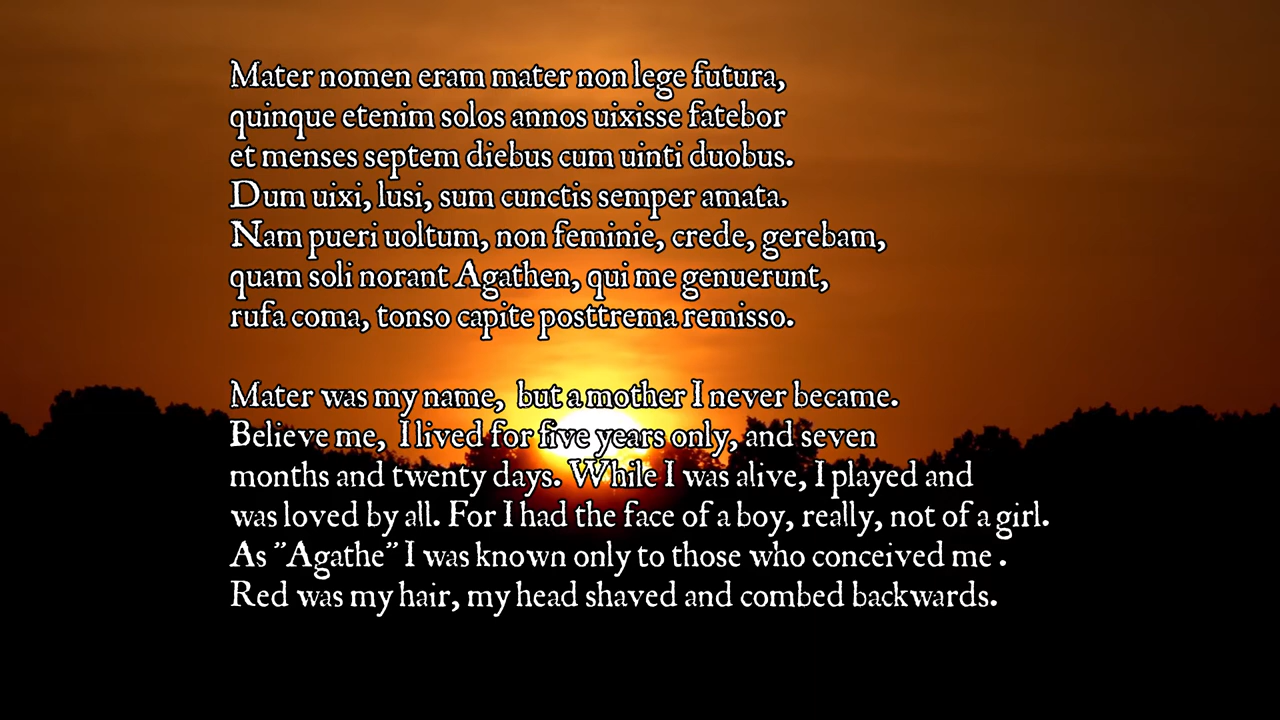 Mater nomen eram mater non lege futura,
quinque etenim solos annos uixisse fatebor
et menses septem diebus cum uinti duobus.
Dum uixi, lusi, sum cunctis semper amata.
Nam pueri uoltum, non feminie, crede, gerebam,
quam soli norant Agathen, qui me genuerunt,
rufa coma, tonso capite posttrema remisso.
Mater was my name, but a mother I never became.
Believe me, I lived for five years only, and seven
months and twenty days. While I was alive, I played and
was loved by all. For I had the face of a boy, really, not of a girl.
As "Agathe" I was known only to those who conceived me .
Red was my hair, my head shaved and combed backwards.